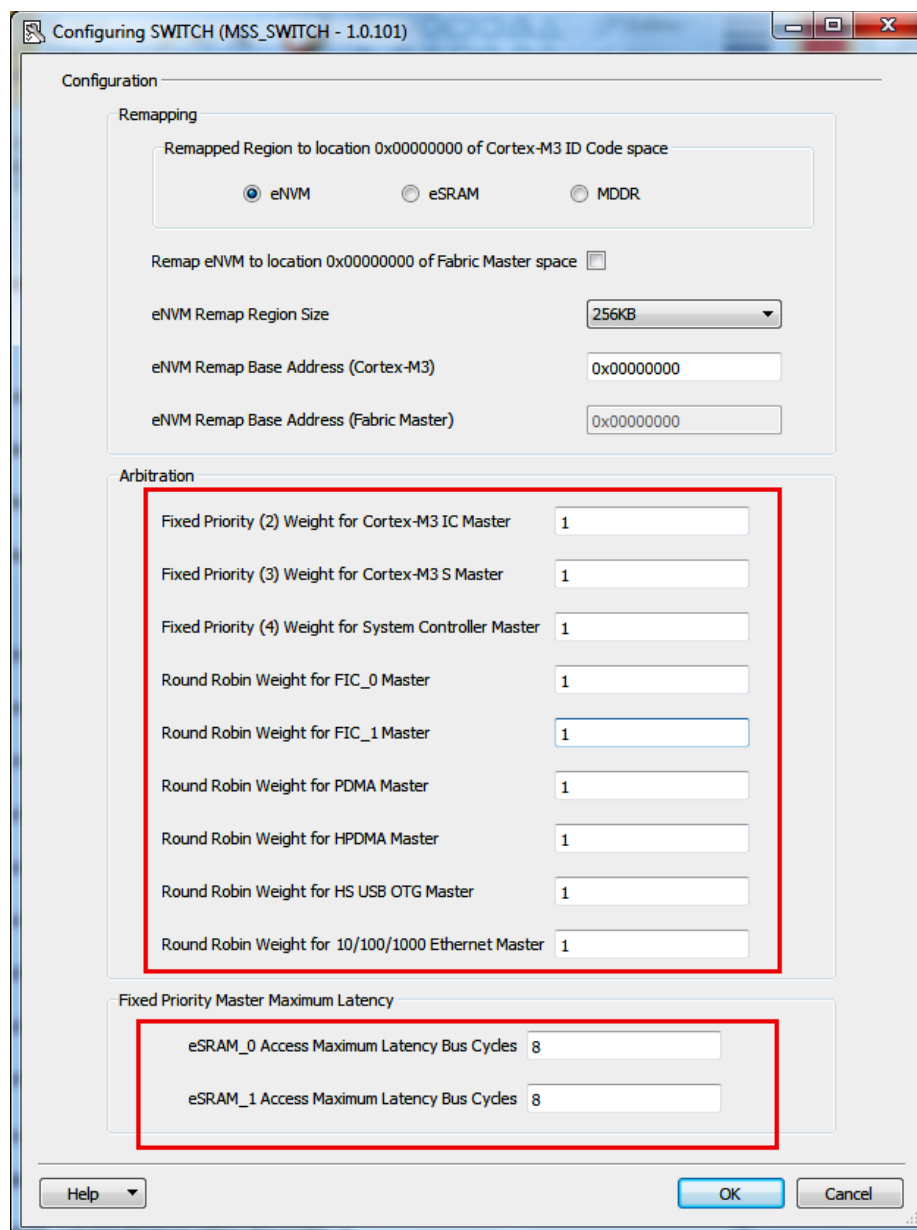 Configuring SWITCH (MSS_SWITCH - 1.0.101)
Configuration
Remapping
Remapped Region to location 0x00000000 of Cortex-M3 ID Code space
eNVM eSRAM MDDR
Remap eNVM to location 0x00000000 of Fabric Master space
eNVM Remap Region Size 256KB
eNVM Remap Base Address (Cortex-M3) 0x00000000
eNVM Remap Base Address (Fabric Master) 0x00000000
Arbitration
Fixed Priority (2) Weight for Cortex-M3 IC Master 1
Fixed Priority (3) Weight for Cortex-M3 S Master 1
Fixed Priority (4) Weight for System Controller Master 1
Round Robin Weight for FIC_0 Master 1
Round Robin Weight for FIC_1 Master 1
Round Robin Weight for PDMA Master 1
Round Robin Weight for HPDMA Master 1
Round Robin Weight for HS USB OTG Master 1
Round Robin Weight for 10/100/1000 Ethernet Master 1
Fixed Priority Master Maximum Latency
eSRAM_0 Access Maximum Latency Bus Cycles 8
eSRAM_1 Access Maximum Latency Bus Cycles 8
Help OK Cancel